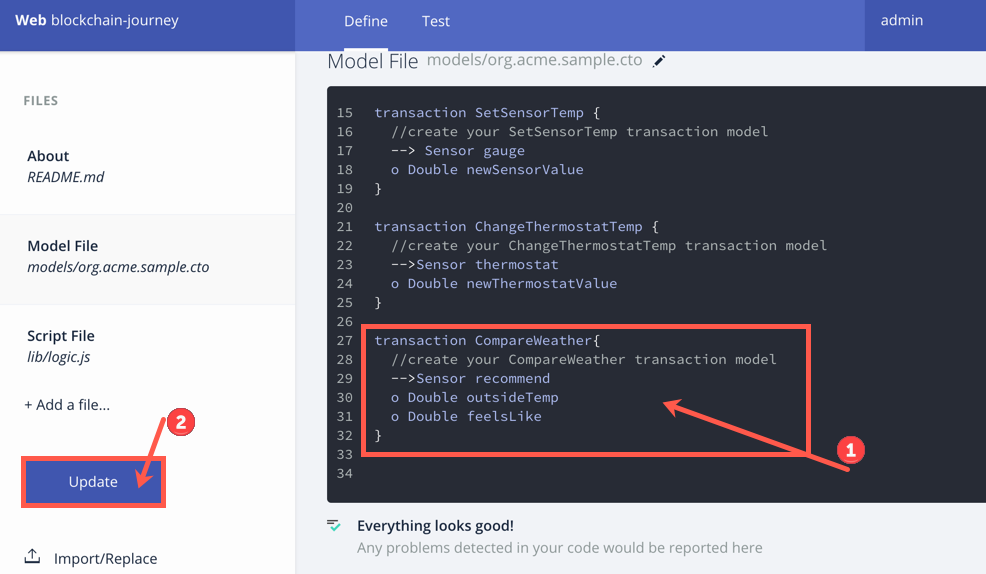 Web blockchain-journey
Define
Test
admin
FILES
About
README.md
Model File
models/org.acme.sample.cto
Script File
lib/logic.js
+ Add a file...
2
Update
Import/Replace
Model File models/org.acme.sample.cto
15 transaction SetSensorTemp {
16 //create your SetSensorTemp transaction model
17 --> Sensor gauge
18 o Double newSensorValue
19 }
20
21 transaction ChangeThermostatTemp {
22 //create your ChangeThermostatTemp transaction model
23 -->Sensor thermostat
24 o Double newThermostatValue
25 }
26
27 transaction CompareWeather{
28 //create your CompareWeather transaction model
29 -->Sensor recommend
30 o Double outsideTemp
31 o Double feelsLike
32 }
33
34
1
Everything looks good!
Any problems detected in your code would be reported here